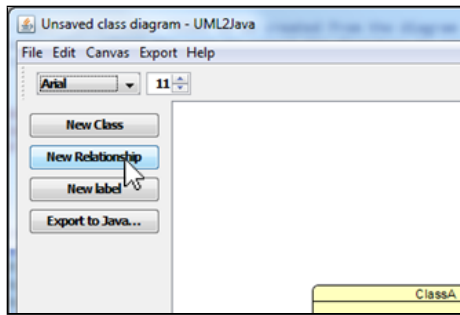 Unsaved class diagram - UML2Java
File Edit Canvas Export Help
Arial 11
New Class
New Relationship
New label
Export to Java...
ClassA